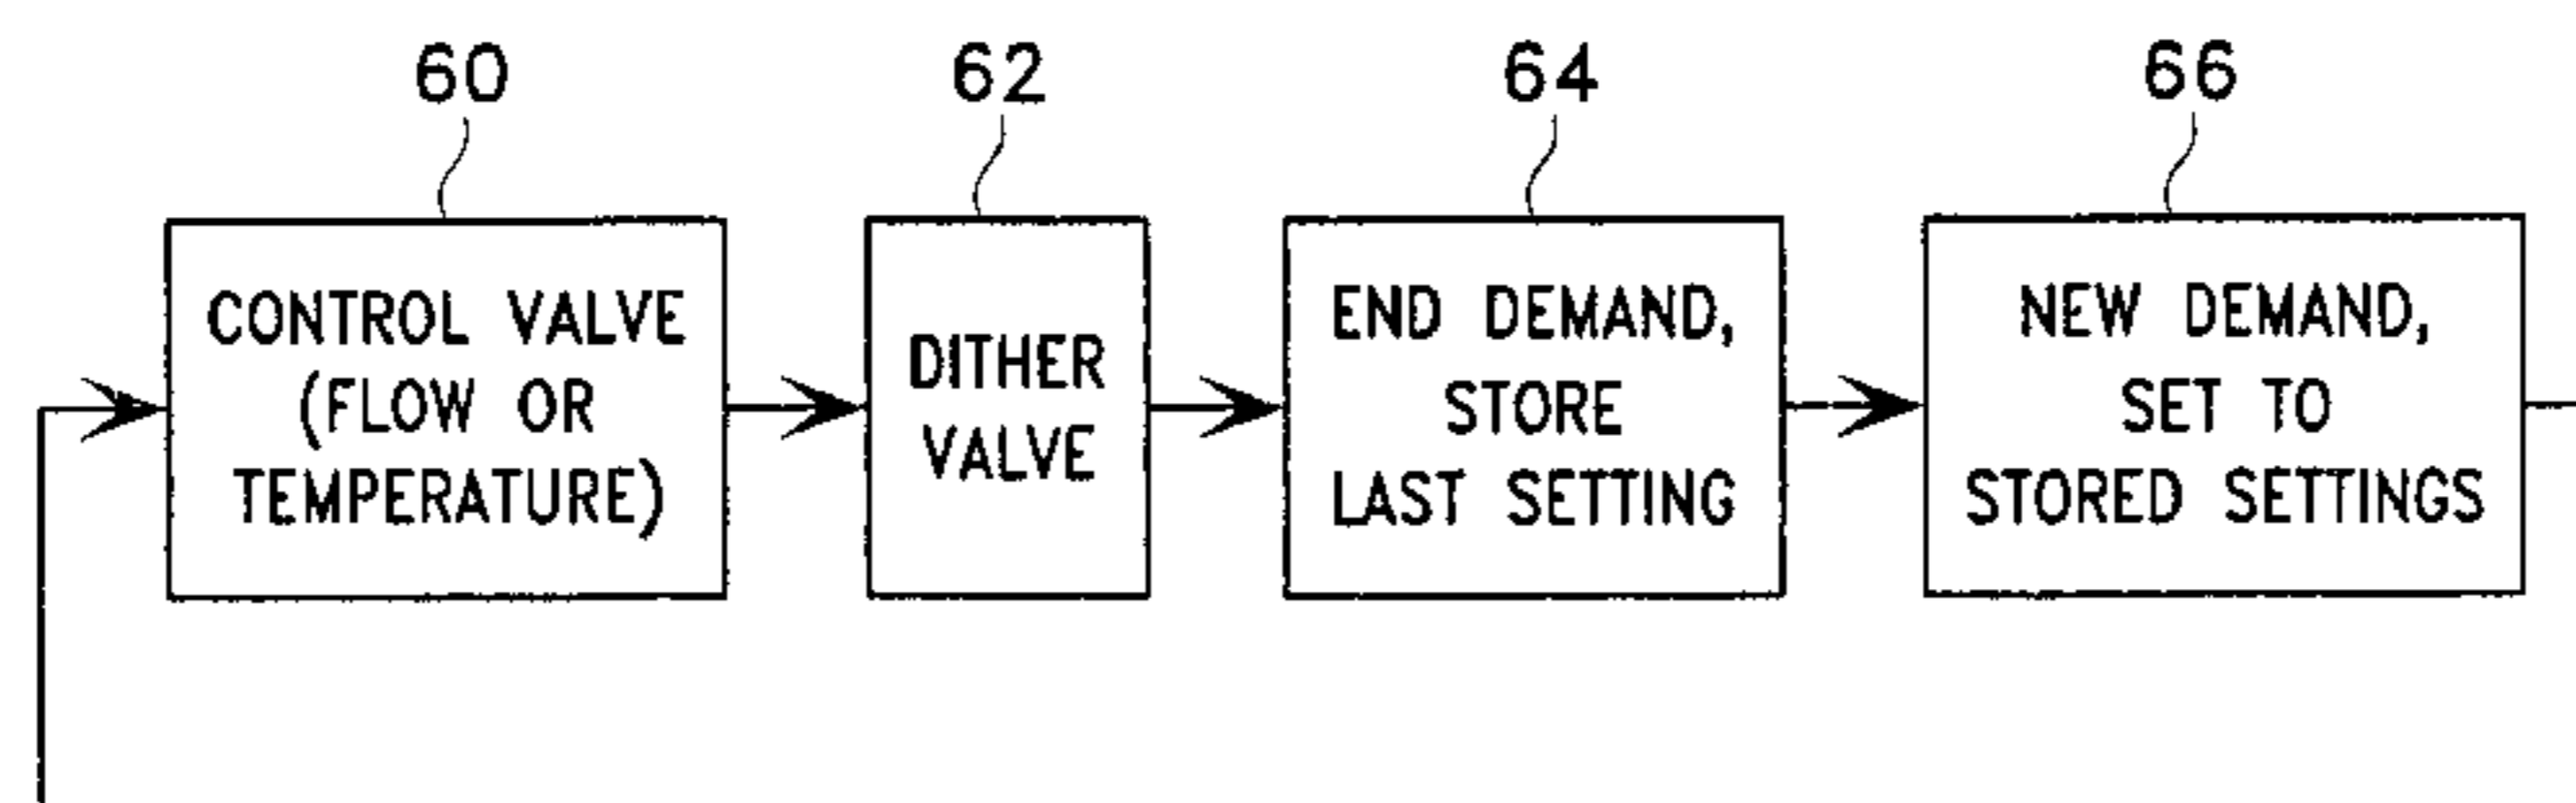 60
62
64
66
CONTROL VALVE
(FLOW OR
TEMPERATURE)
DITHER
VALVE
END DEMAND,
STORE
LAST SETTING
NEW DEMAND,
SET TO
STORED SETTINGS